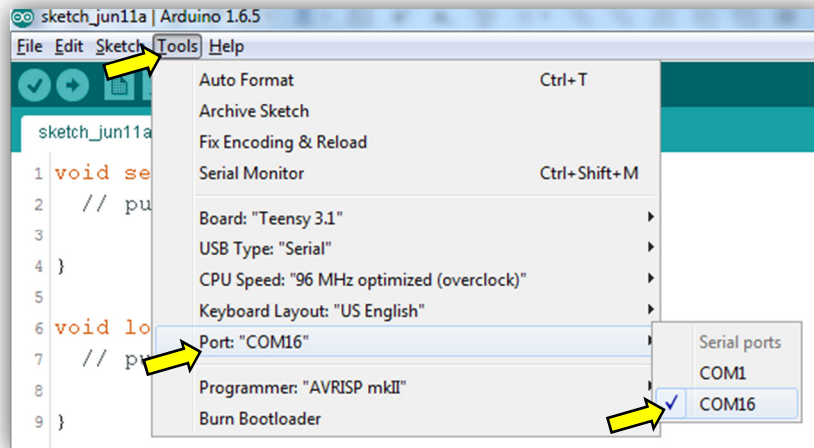 sketch_jun11a | Arduino 1.6.5
File Edit Sketch Tools Help
sketch_jun11a
Auto Format Ctrl+T
Archive Sketch
Fix Encoding & Reload
Serial Monitor Ctrl+Shift+M
Board: "Teensy 3.1"
USB Type: "Serial"
CPU Speed: "96 MHz optimized (overclock)"
Keyboard Layout: "US English"
Port: "COM16"
Programmer: "AVRISP mkII"
Burn Bootloader
Serial ports
COM1
COM16
1 void se
2 // pu
3
4 }
5
6 void lo
7 // pu
8
9 }